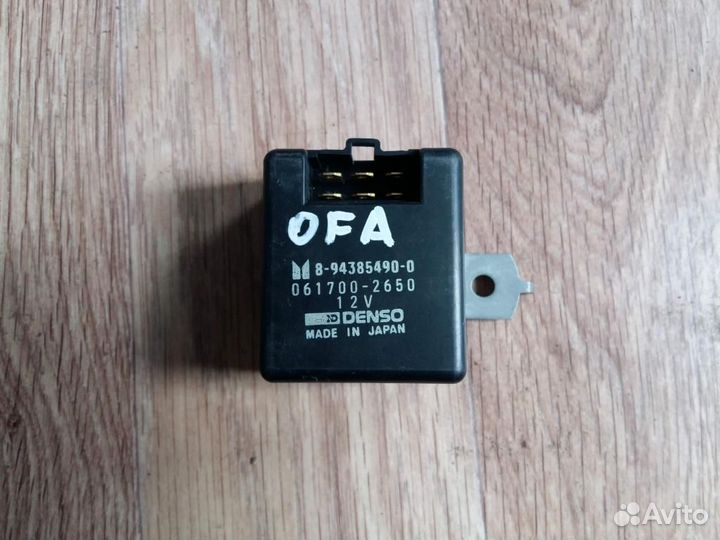 OFA
8-94385490-0
061700-2650
12V
DENSO
MADE IN JAPAN
Avito